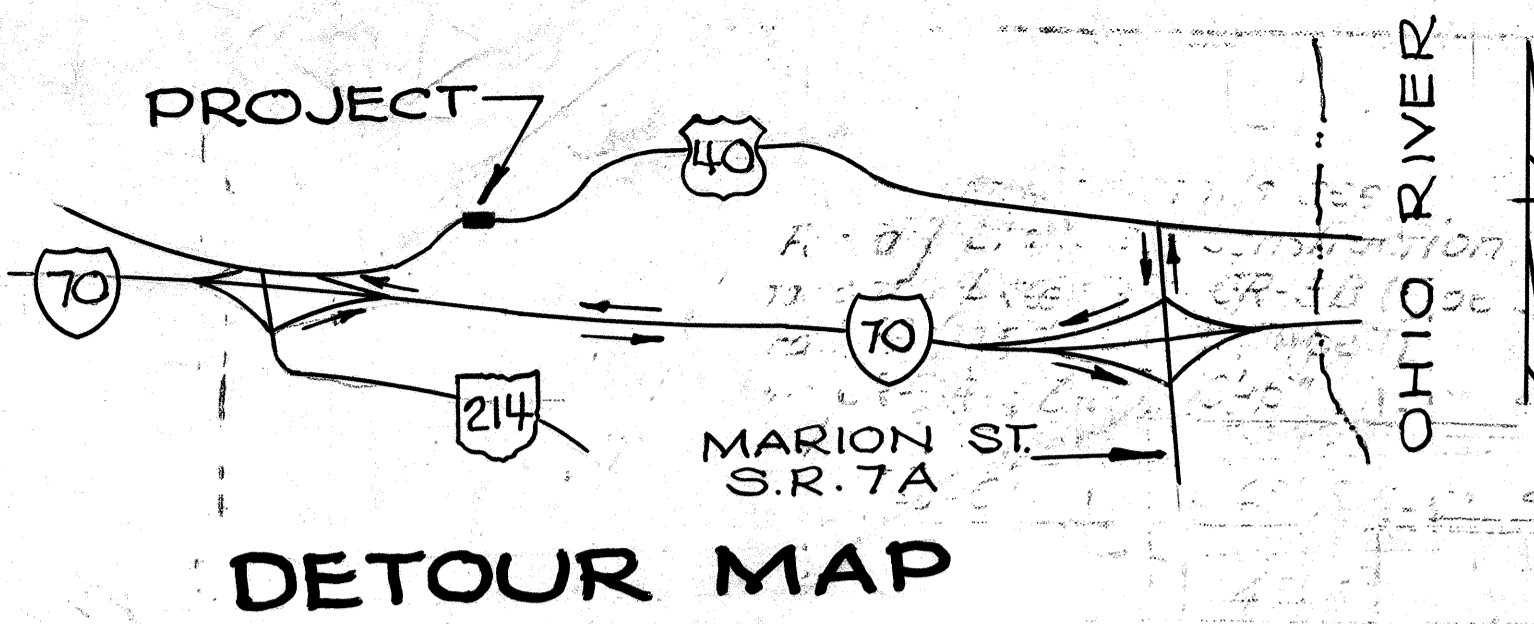 PROJECT
40
70
70
214
MARION ST.
S.R. 7A
OHIO RIVER
DETOUR MAP